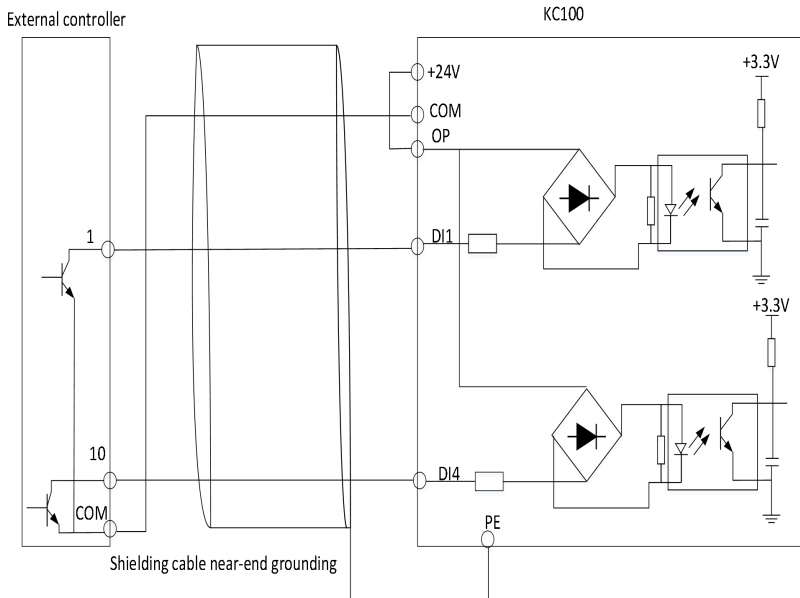 KC100
External controller
+24V
+3.3V
COM
OP
1
DI1
+3.3V
10
DI4
COM
PE
Shielding cable near-end grounding